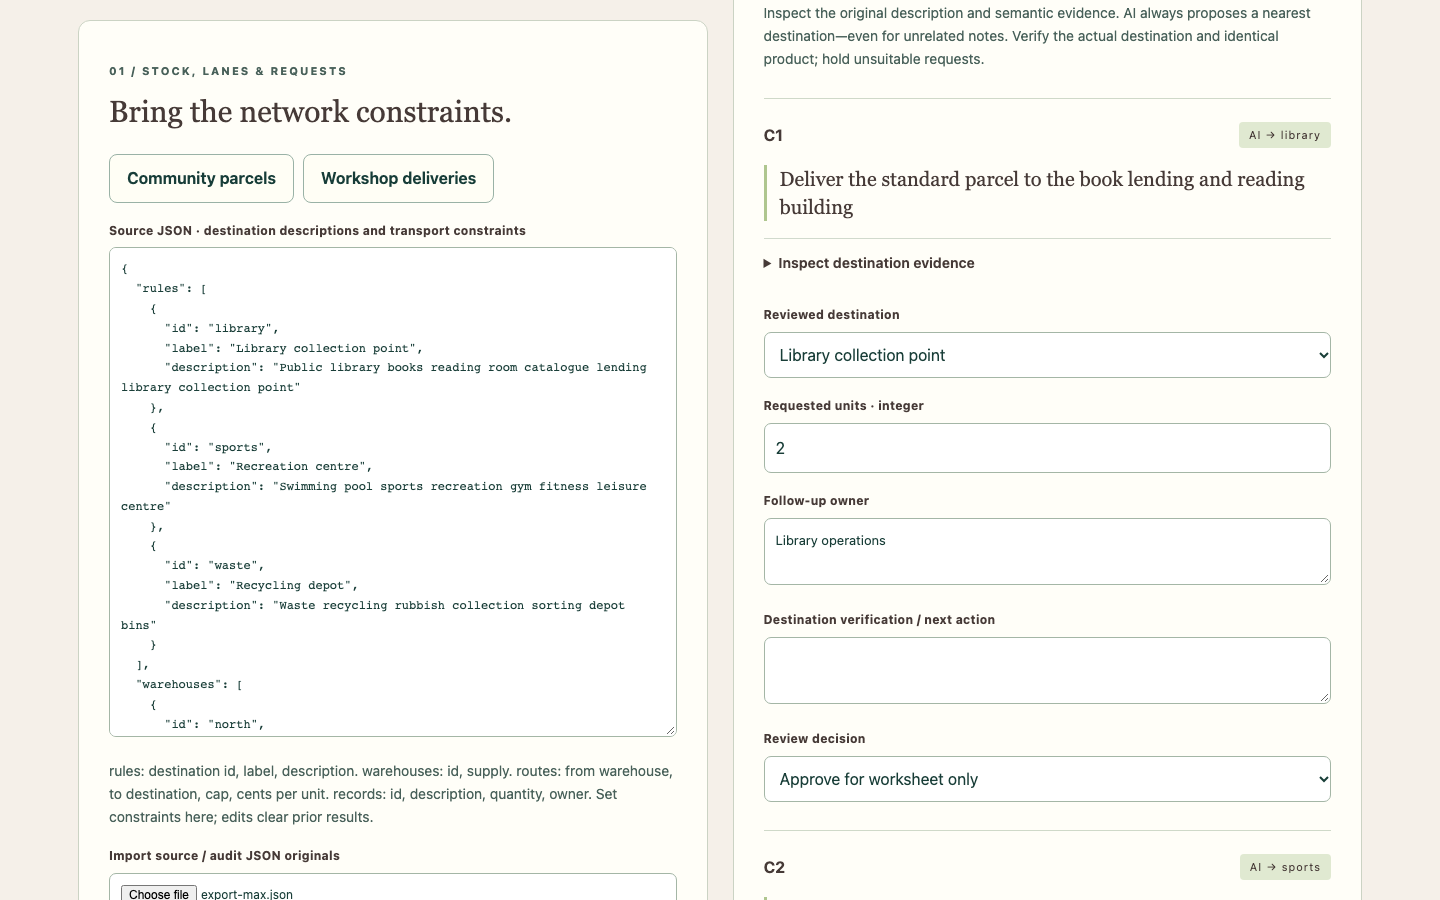 01 / STOCK, LANES & REQUESTS
Bring the network constraints.
Community parcels
Workshop deliveries
Source JSON · destination descriptions and transport constraints
{
"rules": [
{
"id": "library",
"label": "Library collection point",
"description": "Public library books reading room catalogue lending
library collection point"
},
{
"id": "sports",
"label": "Recreation centre",
"description": "Swimming pool sports recreation gym fitness leisure
centre"
},
{
"id": "waste",
"label": "Recycling depot",
"description": "Waste recycling rubbish collection sorting depot
bins"
}
],
"warehouses": [
{
"id": "north",
rules: destination id, label, description. warehouses: id, supply. routes: from warehouse,
to destination, cap, cents per unit. records: id, description, quantity, owner. Set
constraints here; edits clear prior results.
Import source / audit JSON originals
Choose file export-max.json
Inspect the original description and semantic evidence. AI always proposes a nearest
destination—even for unrelated notes. Verify the actual destination and identical
product; hold unsuitable requests.
C1
AI → library
Deliver the standard parcel to the book lending and reading
building
▶ Inspect destination evidence
Reviewed destination
Library collection point
Requested units · integer
2
Follow-up owner
Library operations
Destination verification / next action
Review decision
Approve for worksheet only
C2
AI → sports